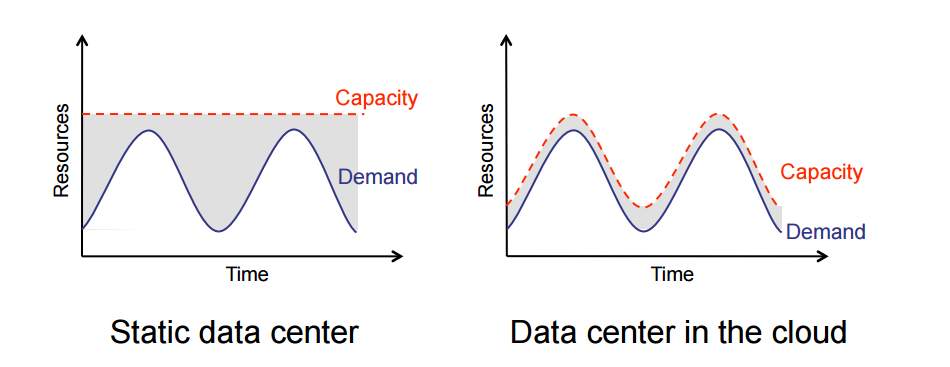 Resources
Capacity
Demand
Time
Static data center
Resources
Capacity
Demand
Time
Data center in the cloud